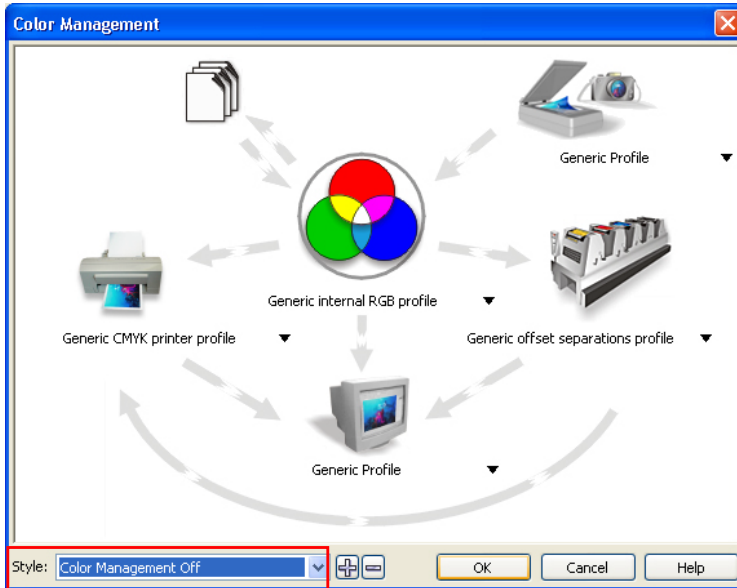 Color Management
Generic Profile
Generic internal RGB profile
Generic CMYK printer profile
Generic offset separations profile
Generic Profile
Style: Color Management Off
OK Cancel Help